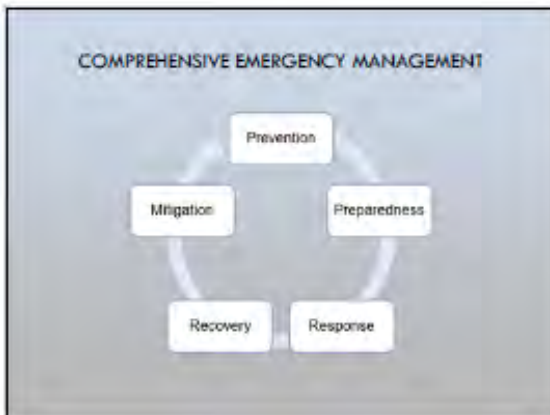 COMPREHENSIVE EMERGENCY MANAGEMENT
Prevention
Mitigation
Preparedness
Recovery
Response